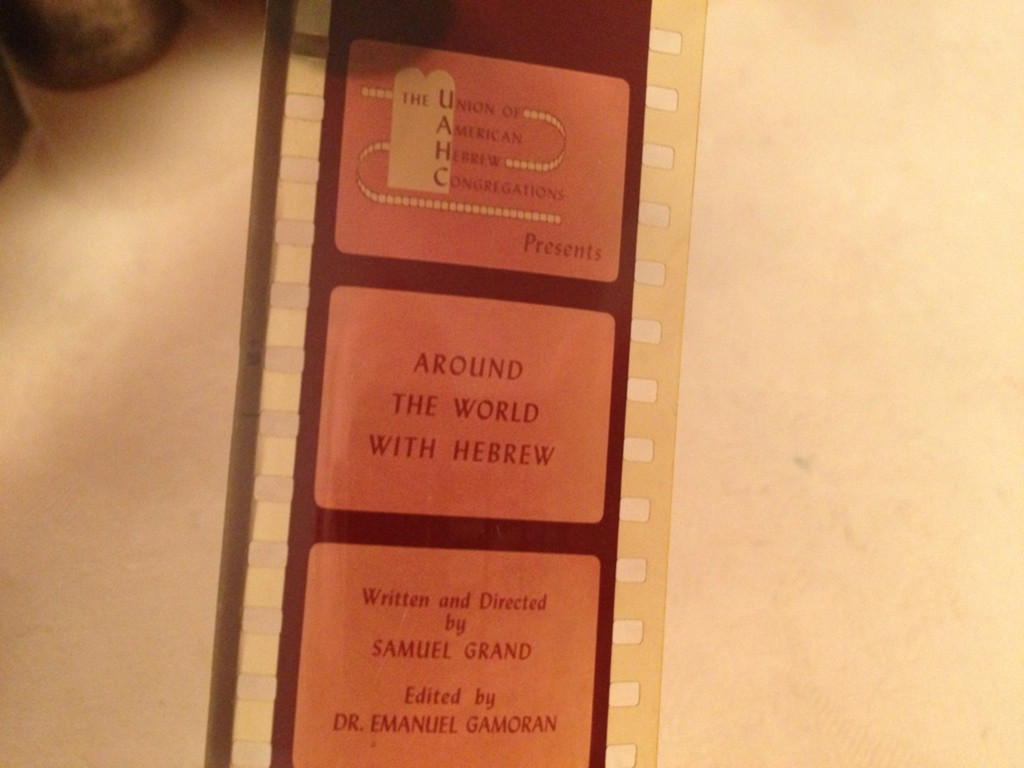 THE UNION OF
AMERICAN
HEBREW
CONGREGATIONS
Presents
AROUND
THE WORLD
WITH HEBREW
Written and Directed
by
SAMUEL GRAND
Edited by
DR. EMANUEL GAMORAN